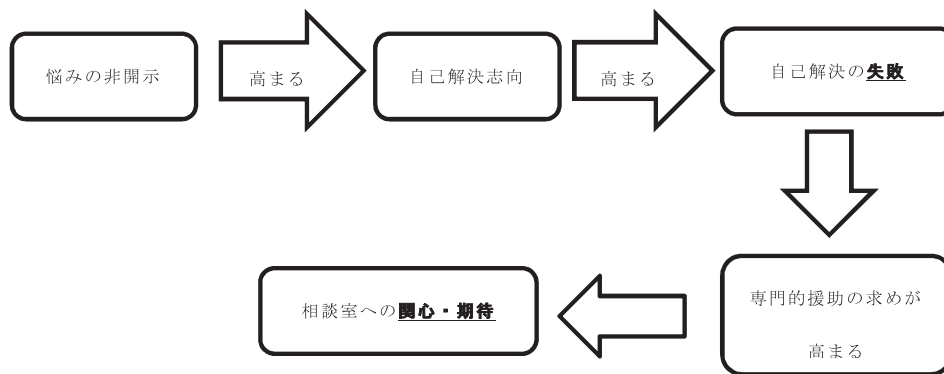 悩みの非開示
高まる
自己解決志向
高まる
自己解決の失敗
専門的援助の求めが
高まる
相談室への関心・期待